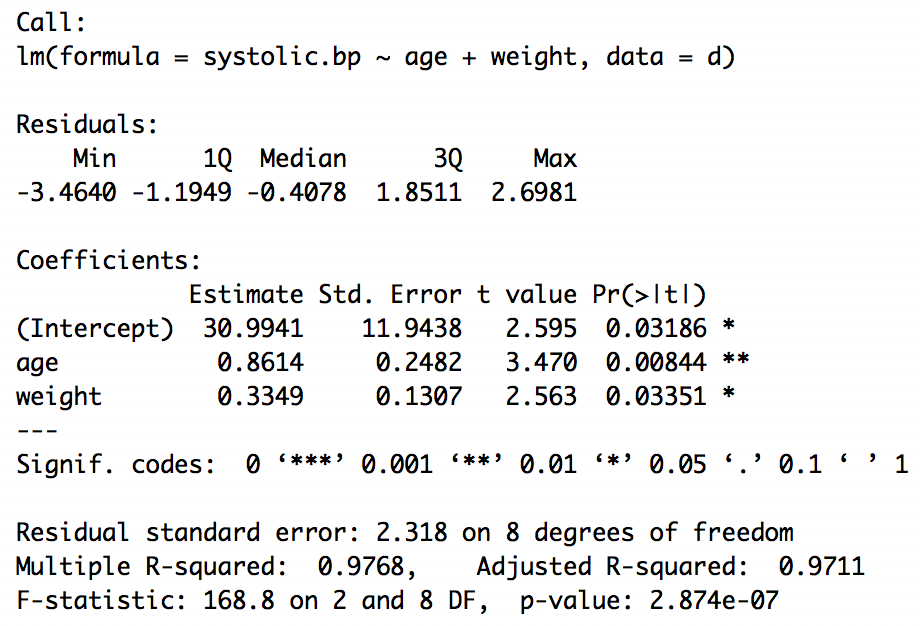 Call:
lm(formula = systolic.bp ~ age + weight, data = d)
Residuals:
    Min      1Q  Median      3Q     Max
-3.4640 -1.1949 -0.4078  1.8511  2.6981
Coefficients:
            Estimate Std. Error t value Pr(>|t|)
(Intercept)  30.9941    11.9438   2.595  0.03186 *
age           0.8614     0.2482   3.470  0.00844 **
weight        0.3349     0.1307   2.563  0.03351 *
---
Signif. codes:  0 ‘***’ 0.001 ‘**’ 0.01 ‘*’ 0.05 ‘.’ 0.1 ‘ ’ 1
Residual standard error: 2.318 on 8 degrees of freedom
Multiple R-squared:  0.9768,    Adjusted R-squared:  0.9711
F-statistic: 168.8 on 2 and 8 DF,  p-value: 2.874e-07